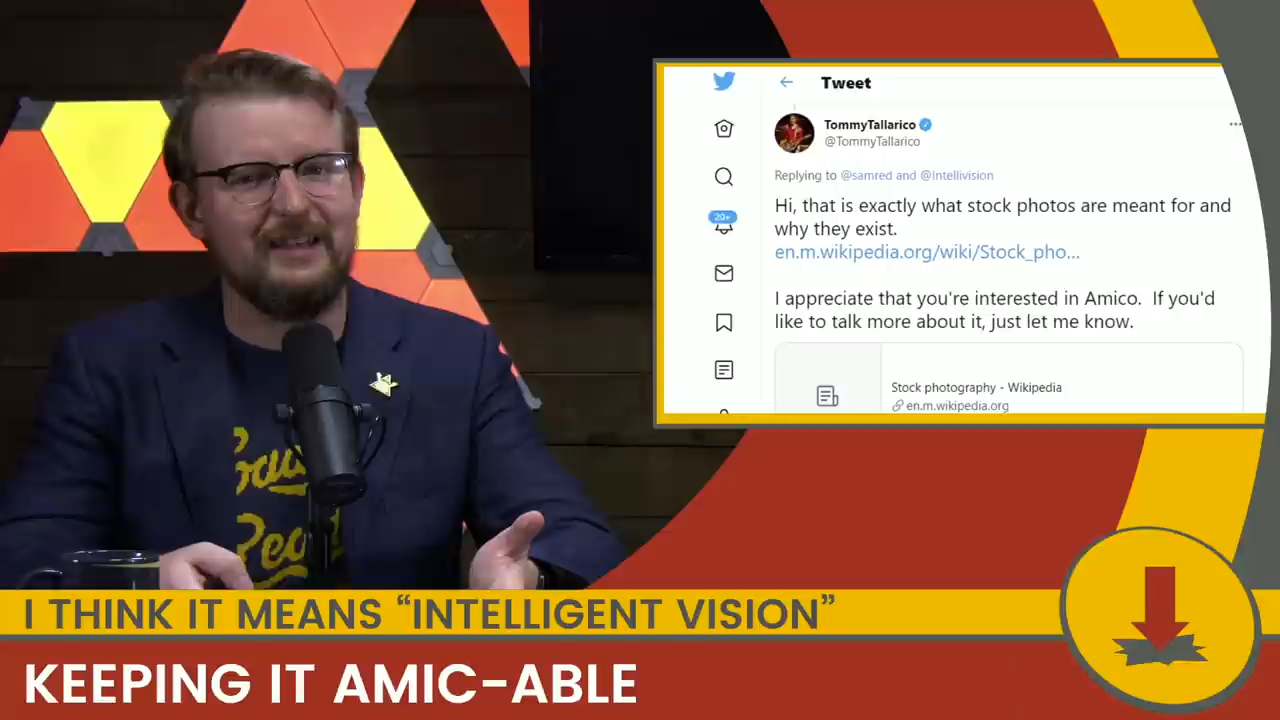 Tweet
TommyTallarico
@TommyTallarico
Replying to @samred and @Intellivision
Hi, that is exactly what stock photos are meant for and
why they exist.
en.m.wikipedia.org/wiki/Stock_pho...
I appreciate that you're interested in Amico. If you'd
like to talk more about it, just let me know.
20+
Stock photography - Wikipedia
en.m.wikipedia.org
I THINK IT MEANS “INTELLIGENT VISION”
KEEPING IT AMIC-ABLE